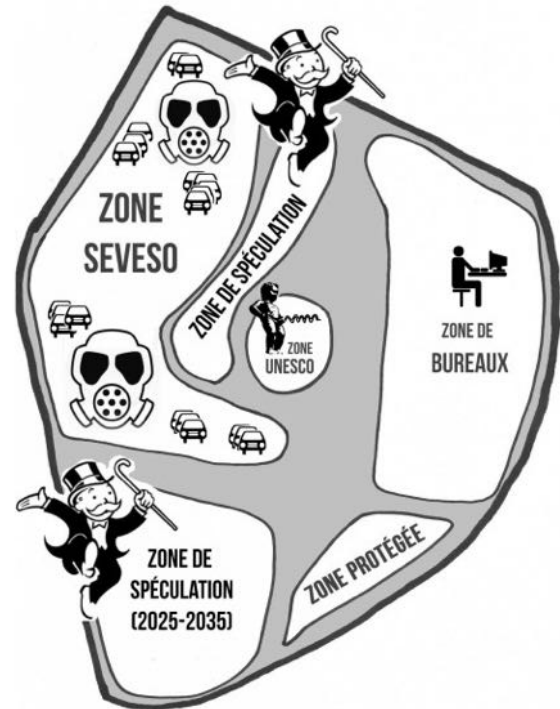 ZONE
SEVESO
ZONE DE SPÉCULATION
ZONE
UNESCO
ZONE DE
BUREAUX
ZONE PROTÉGÉE
ZONE DE
SPÉCULATION
(2025-2035)